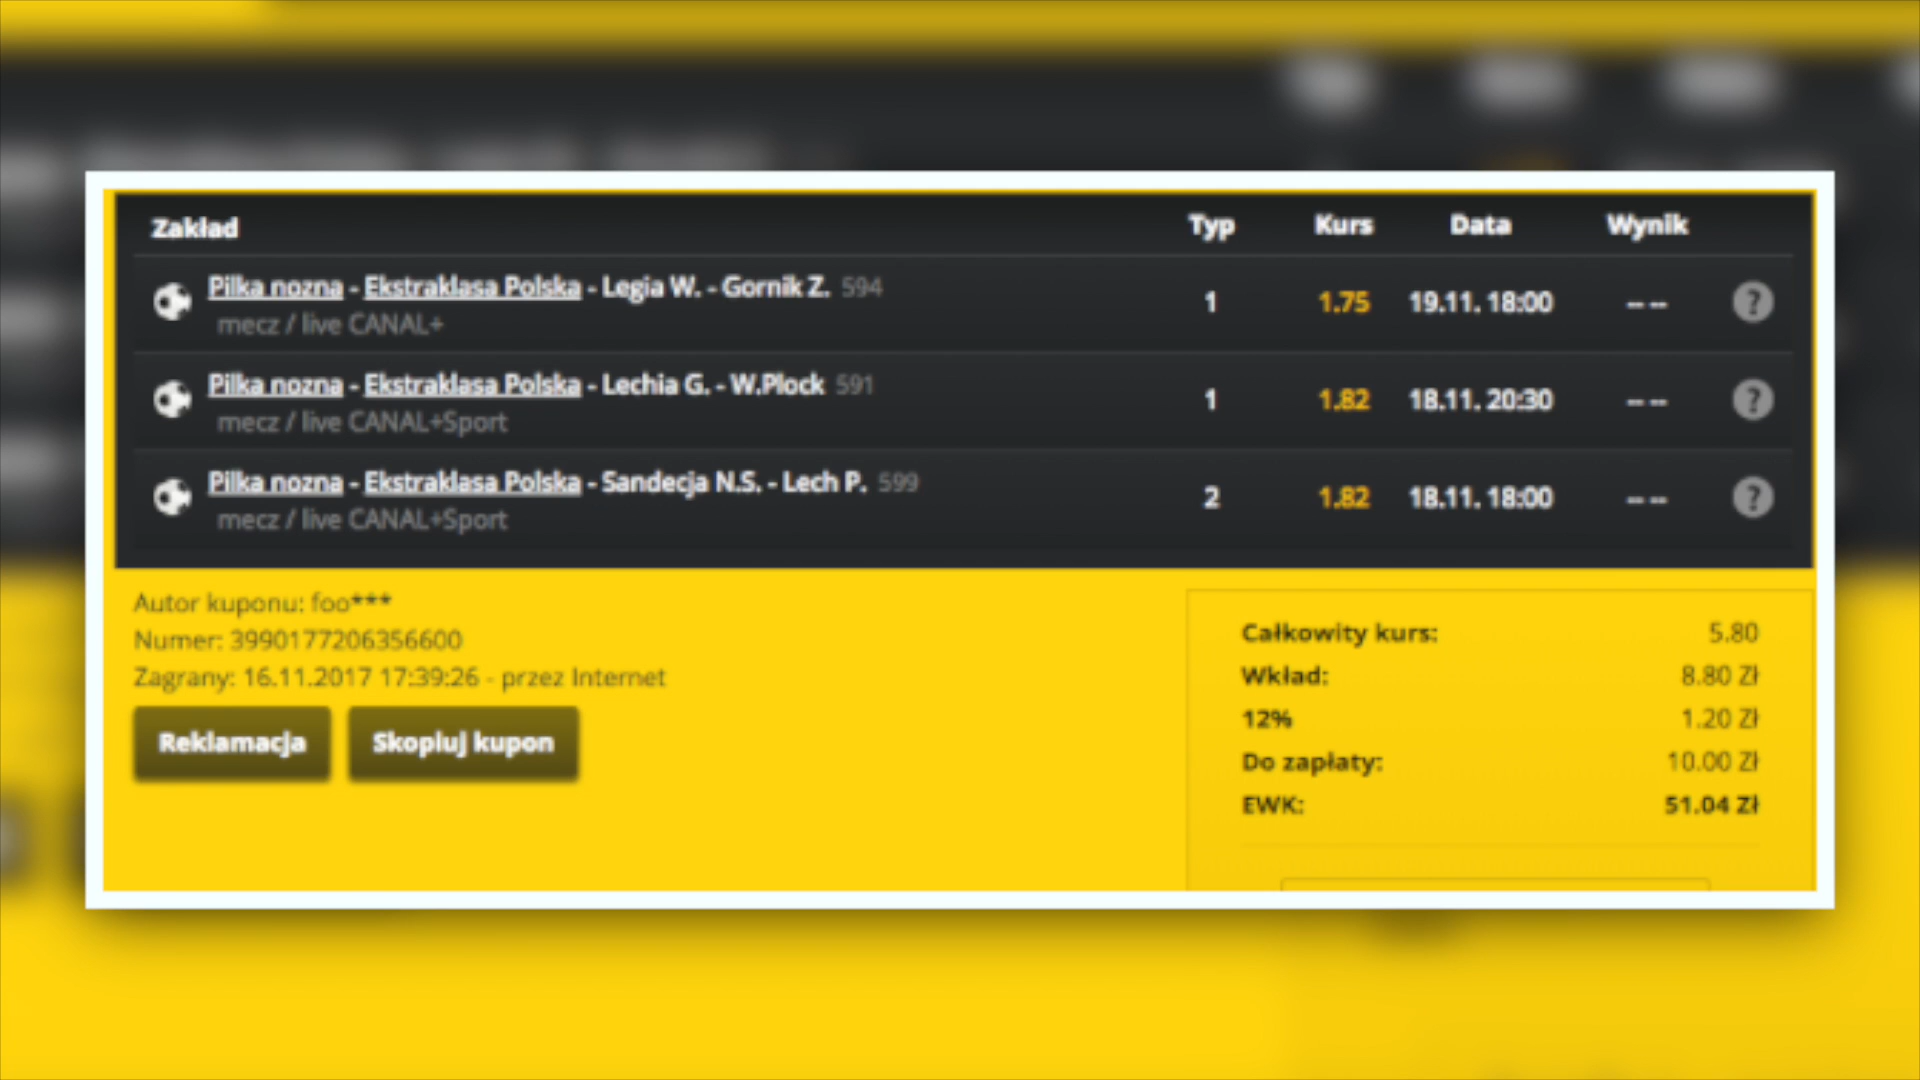 Zakład Typ Kurs Data Wynik
Pilka nozna - Ekstraklasa Polska - Legia W. - Gornik Z. 594
mecz / live CANAL+
1 1.75 19.11. 18:00 -- -- ?
Pilka nozna - Ekstraklasa Polska - Lechia G. - W.Plock 591
mecz / live CANAL+Sport
1 1.82 18.11. 20:30 -- -- ?
Pilka nozna - Ekstraklasa Polska - Sandecja N.S. - Lech P. 599
mecz / live CANAL+Sport
2 1.82 18.11. 18:00 -- -- ?
Autor kuponu: foo***
Numer: 3990177206356600
Zagrany: 16.11.2017 17:39:26 - przez Internet
Reklamacja Skopiuj kupon
Całkowity kurs: 5.80
Wkład: 8.80 Zł
12% 1.20 Zł
Do zapłaty: 10.00 Zł
EWK: 51.04 Zł